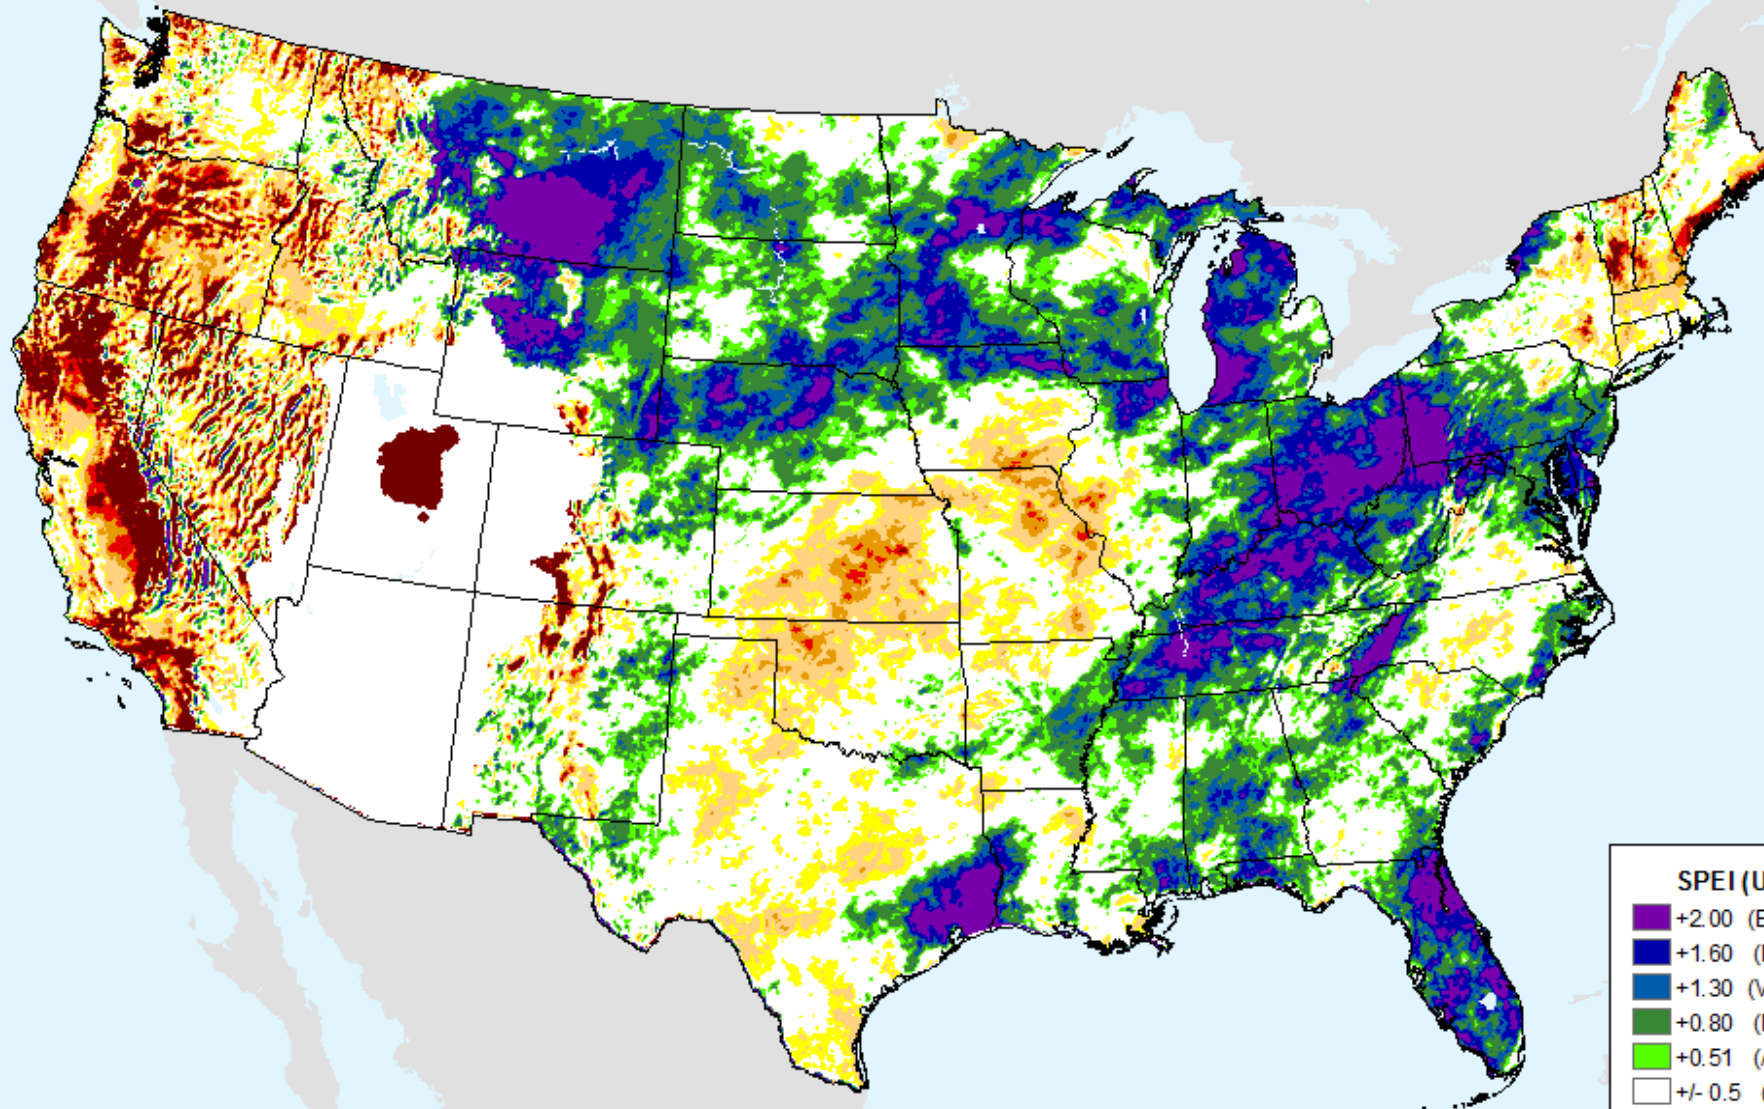 SPEI (U
+2.00 (E
+1.60 (
+1.30 (V
+0.80 (
+0.51 (
+/- 0.5 (